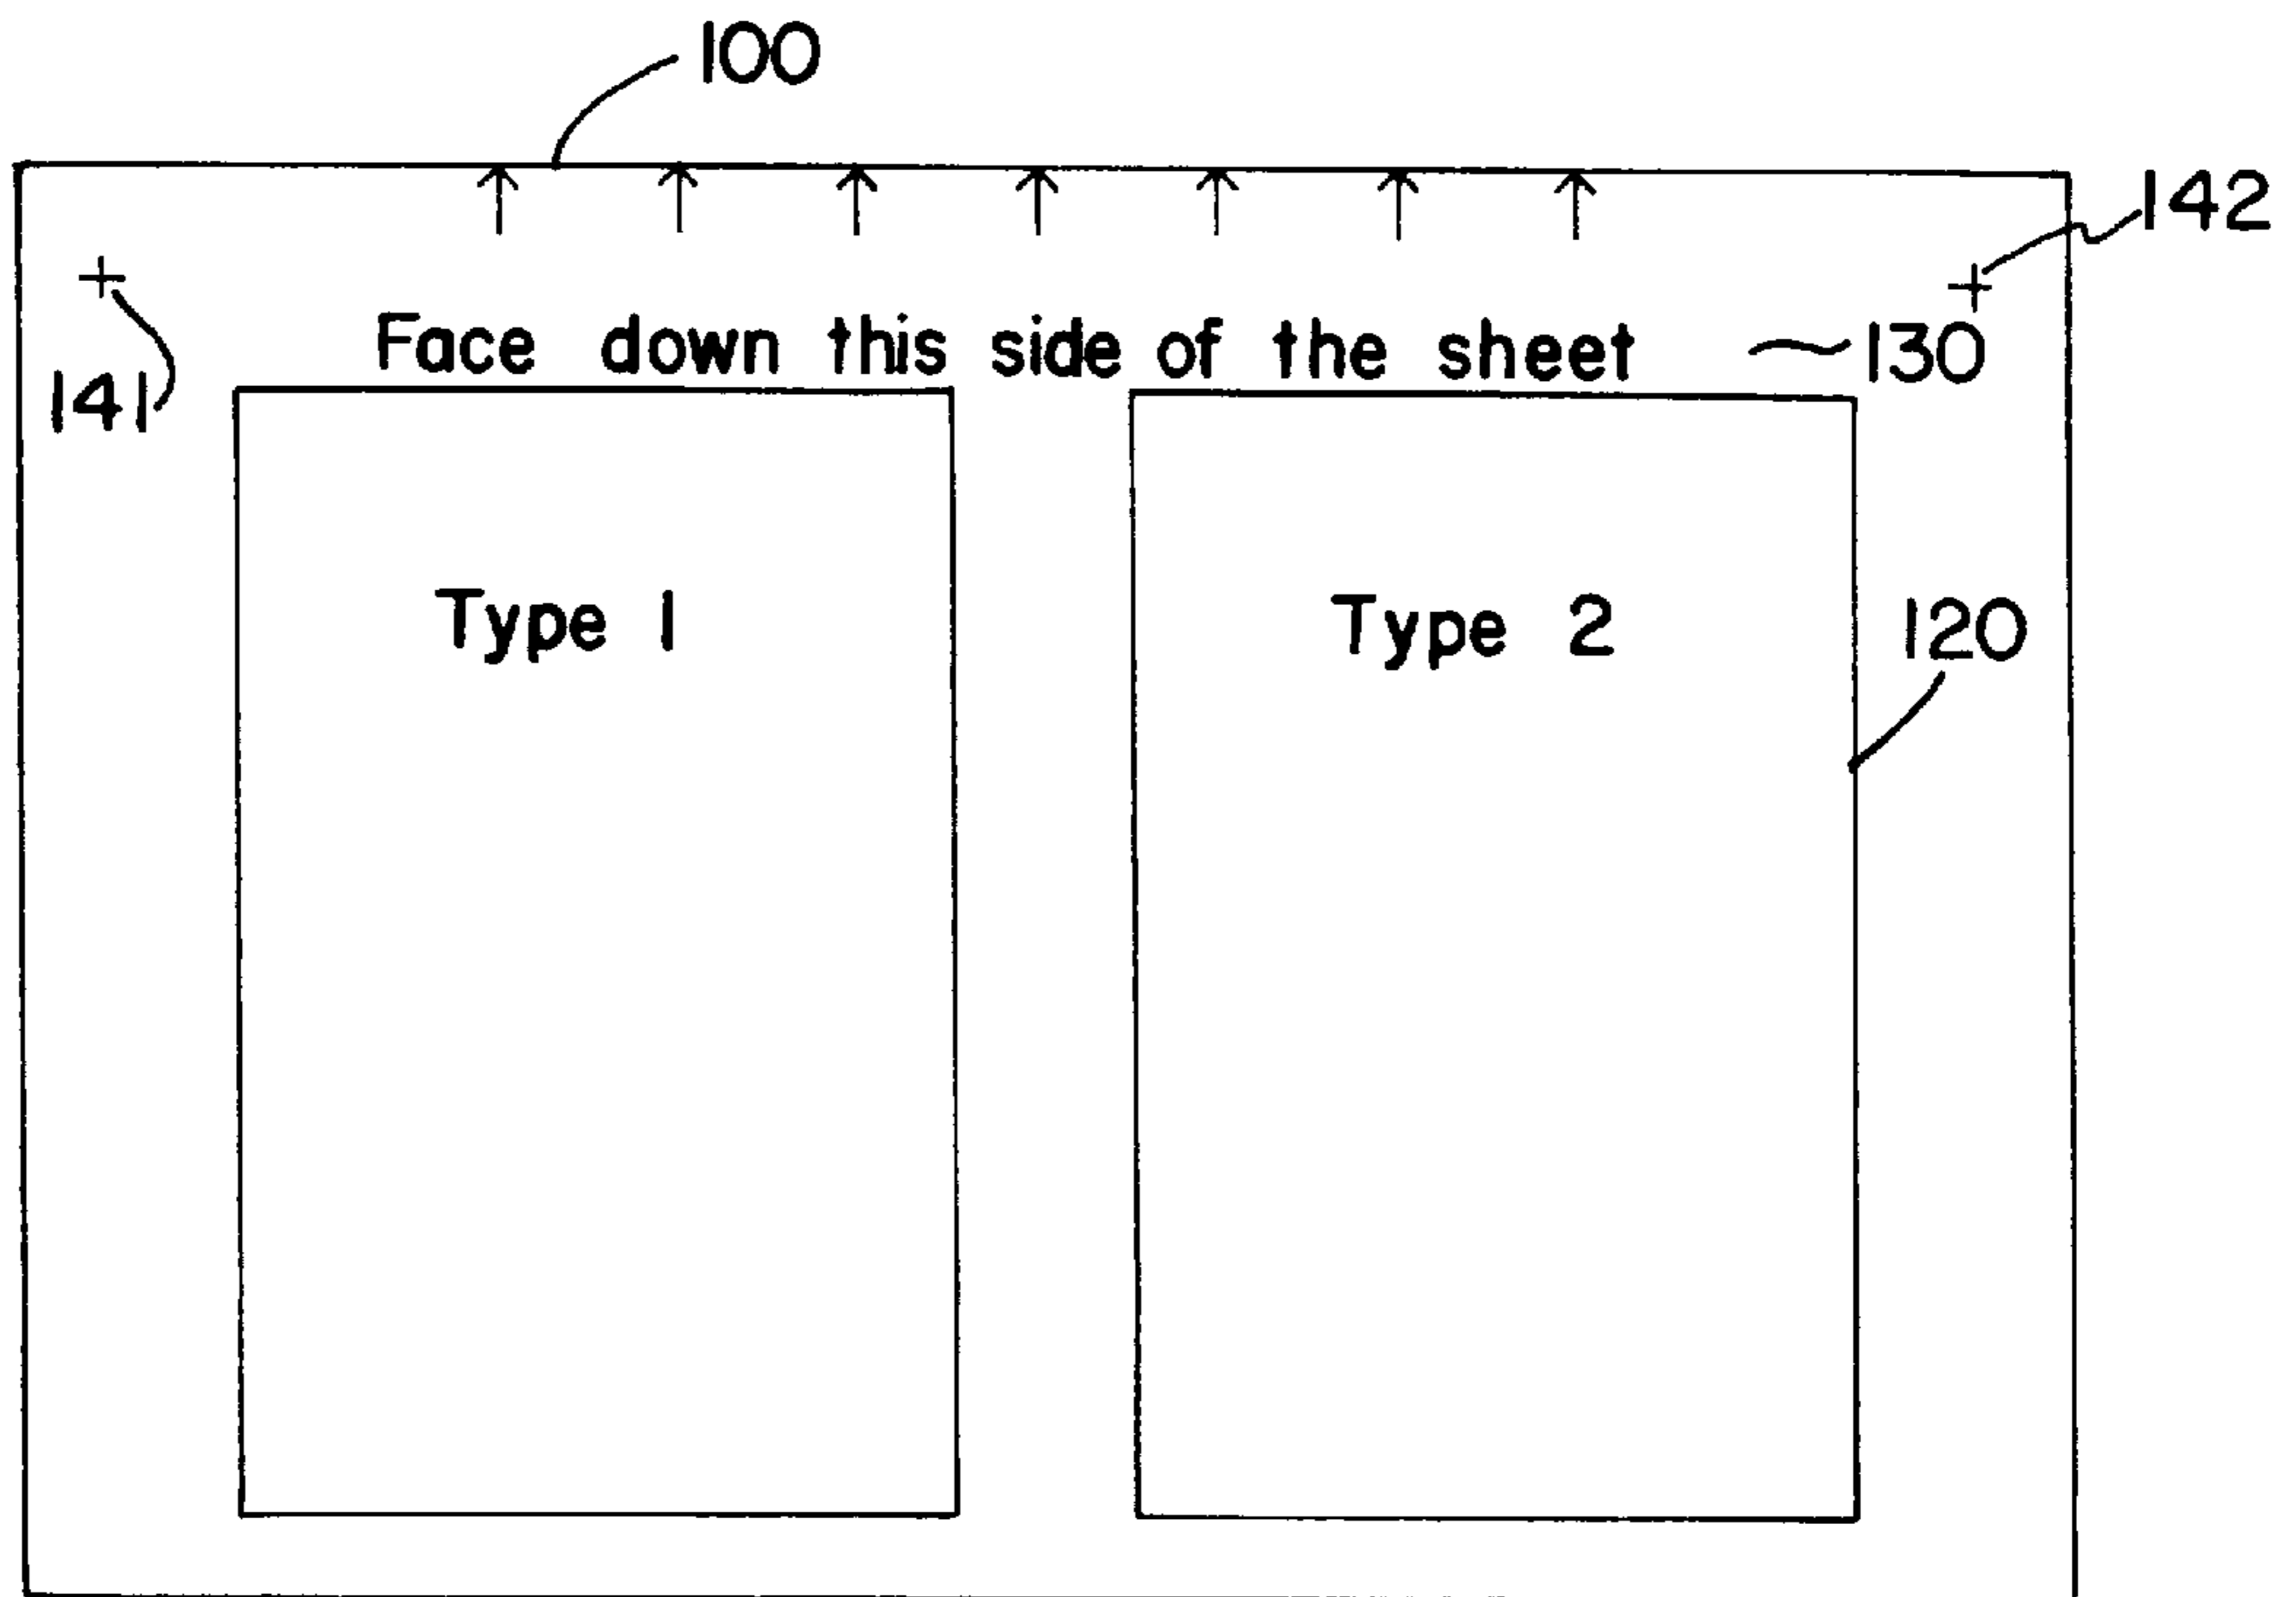 100
142
Face down this side of the sheet 130
141
Type 1 Type 2 120